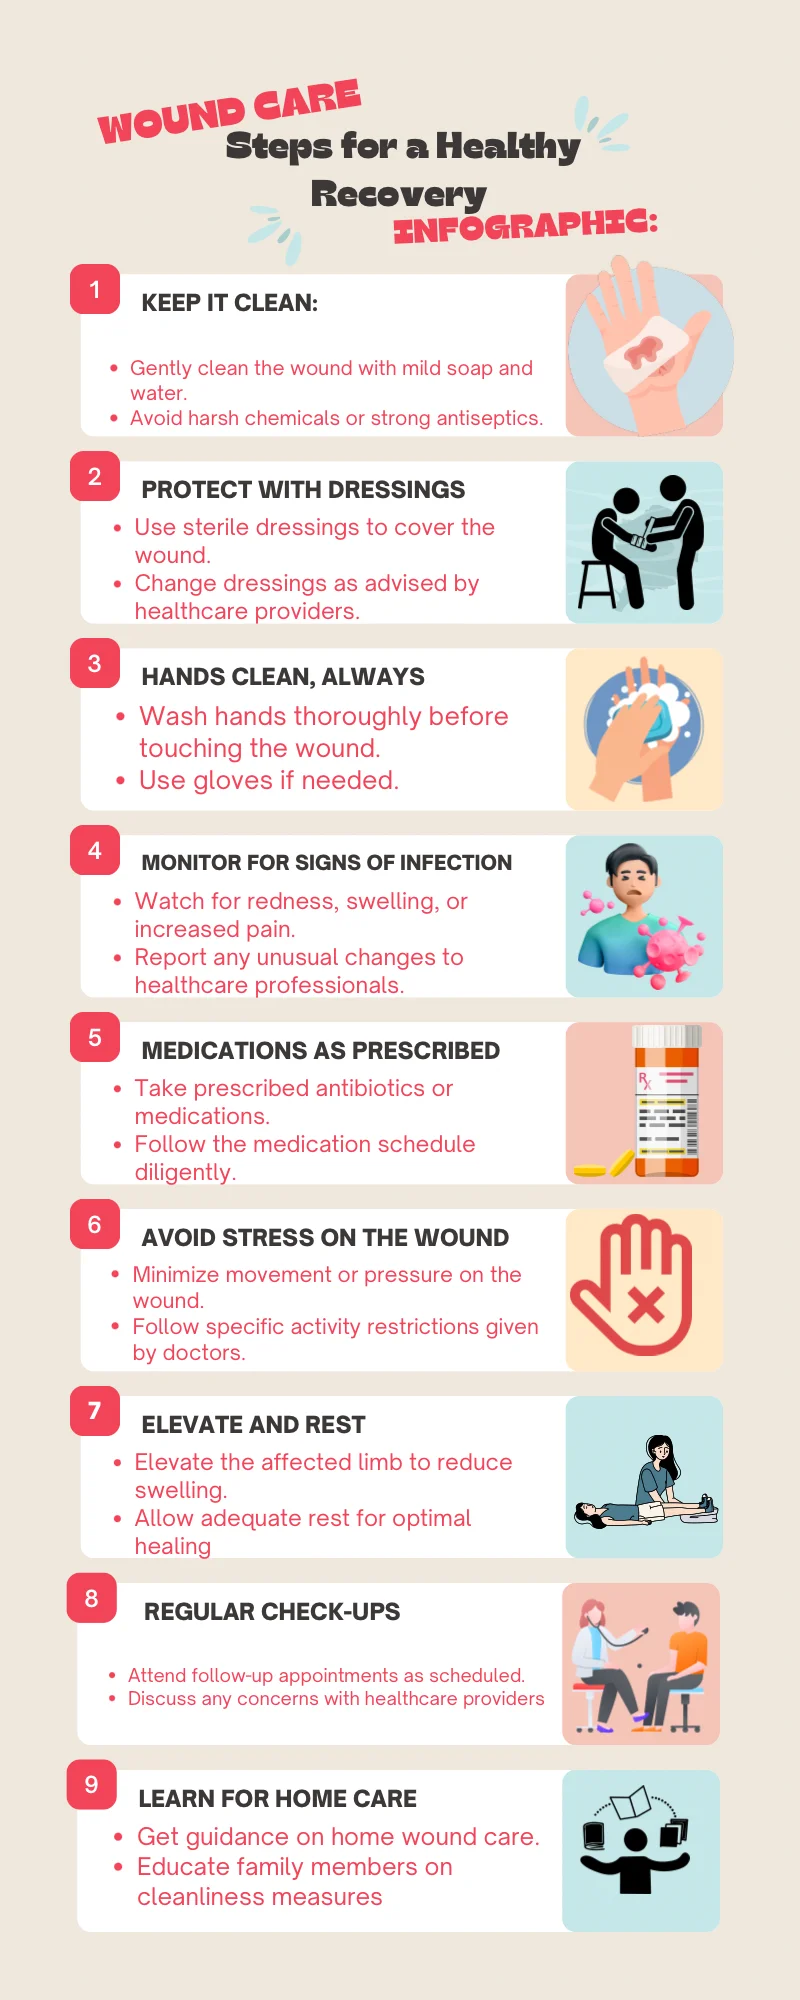 WOUND CARE
Steps for a Healthy
Recovery
INFOGRAPHIC:
1
KEEP IT CLEAN:
• Gently clean the wound with mild soap and
water.
• Avoid harsh chemicals or strong antiseptics.
2
PROTECT WITH DRESSINGS
• Use sterile dressings to cover the
wound.
• Change dressings as advised by
healthcare providers.
3
HANDS CLEAN, ALWAYS
• Wash hands thoroughly before
touching the wound.
• Use gloves if needed.
4
MONITOR FOR SIGNS OF INFECTION
• Watch for redness, swelling, or
increased pain.
• Report any unusual changes to
healthcare professionals.
5
MEDICATIONS AS PRESCRIBED
• Take prescribed antibiotics or
medications.
• Follow the medication schedule
diligently.
Rx
6
AVOID STRESS ON THE WOUND
• Minimize movement or pressure on the
wound.
• Follow specific activity restrictions given
by doctors.
7
ELEVATE AND REST
• Elevate the affected limb to reduce
swelling.
• Allow adequate rest for optimal
healing
8
REGULAR CHECK-UPS
• Attend follow-up appointments as scheduled.
• Discuss any concerns with healthcare providers
9
LEARN FOR HOME CARE
• Get guidance on home wound care.
• Educate family members on
cleanliness measures